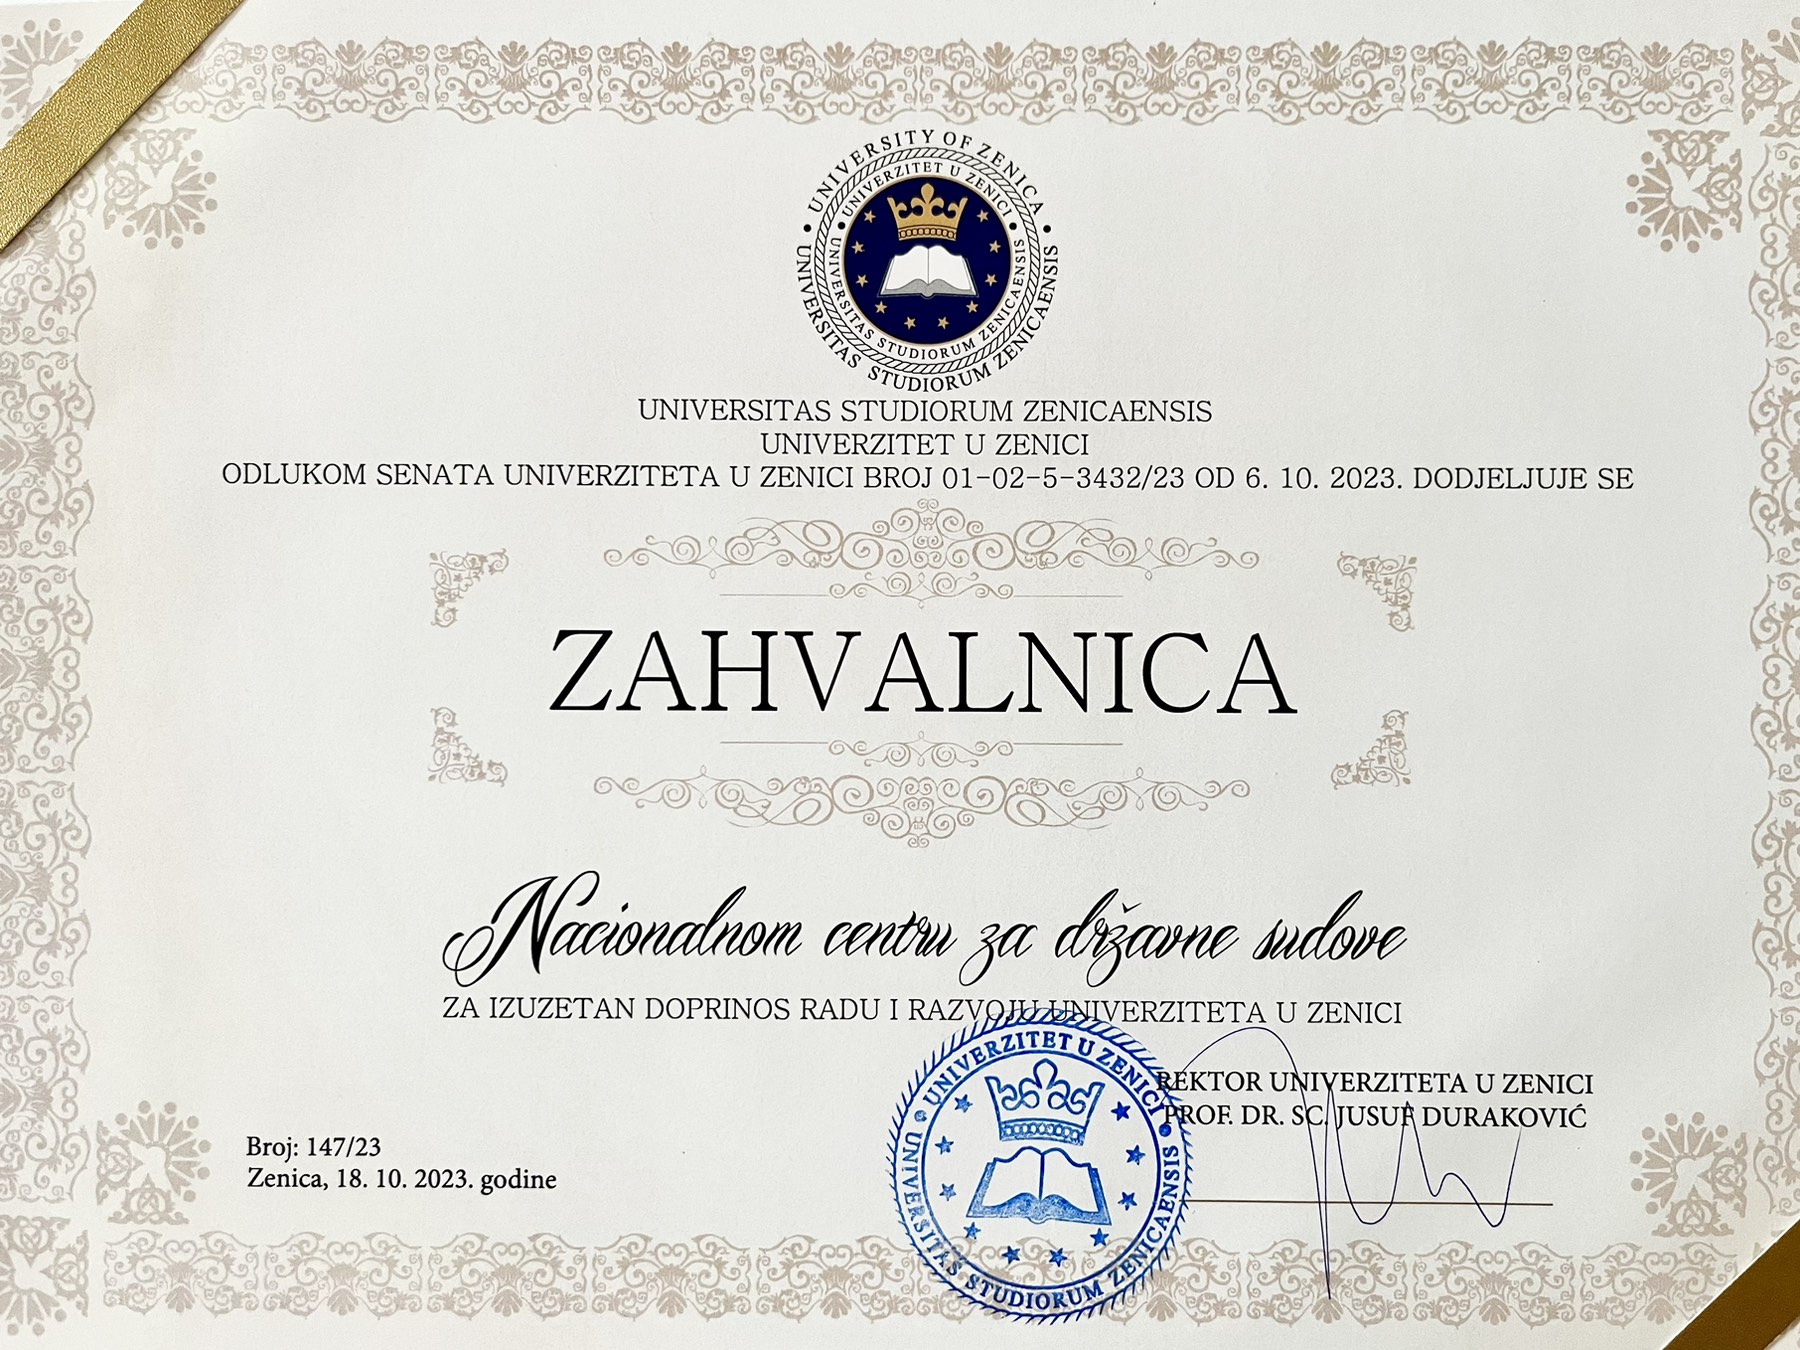 UNIVERSITY OF ZENICA
UNIVERSITAS STUDIORUM ZENICAENSIS
UNIVERZITET U ZENICI
UNIVERSITAS STUDIORUM ZENICAENSIS
UNIVERSITAS STUDIORUM ZENICAENSIS
UNIVERZITET U ZENICI
ODLUKOM SENATA UNIVERZITETA U ZENICI BROJ 01-02-5-3432/23 OD 6. 10. 2023. DODJELJUJE SE
ZAHVALNICA
Nacionalnom centru za državne sudove
ZA IZUZETAN DOPRINOS RADU I RAZVOJU UNIVERZITETA U ZENICI
UNIVERZITET U ZENICI
UNIVERSITAS STUDIORUM ZENICAENSIS
REKTOR UNIVERZITETA U ZENICI
PROF. DR. SC. JUSUF DURAKOVIĆ
Broj: 147/23
Zenica, 18. 10. 2023. godine